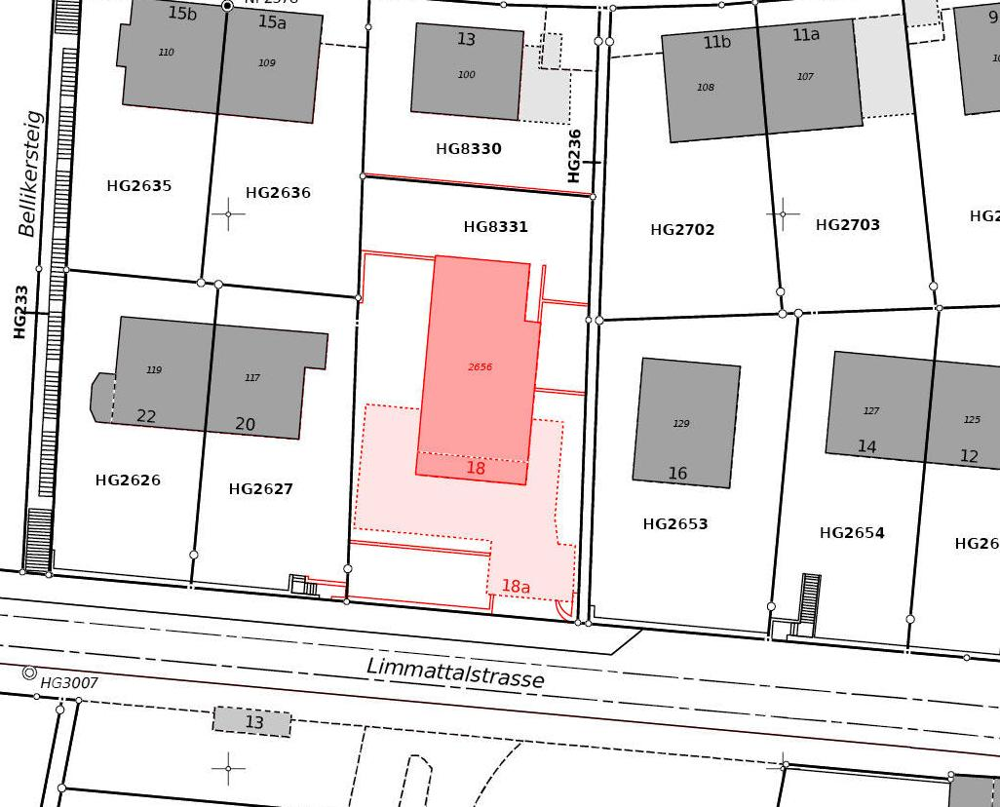 15b
15a
110
109
13
100
11b
11a
108
107
HG8330
HG236
Bellikersteig
HG2635
HG2636
HG8331
HG2702
HG2703
HG233
2656
119
117
22
20
129
16
127
125
14
12
18
HG2626
HG2627
HG2653
HG2654
18a
Limmattalstrasse
HG3007
13